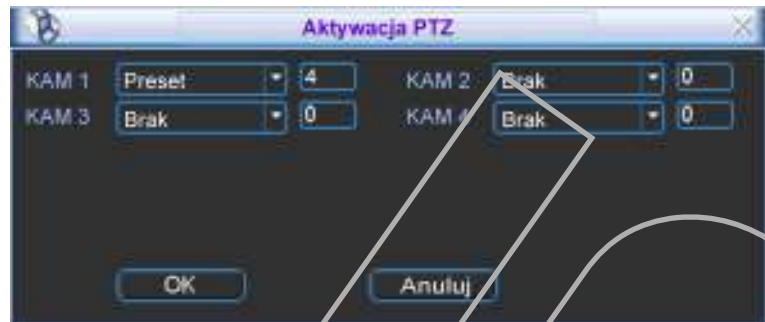 Aktywacja PTZ
KAM 1 Preset 4 KAM 2 Brak 0
KAM 3 Brak 0 KAM 4 Brak 0
OK Anuluj